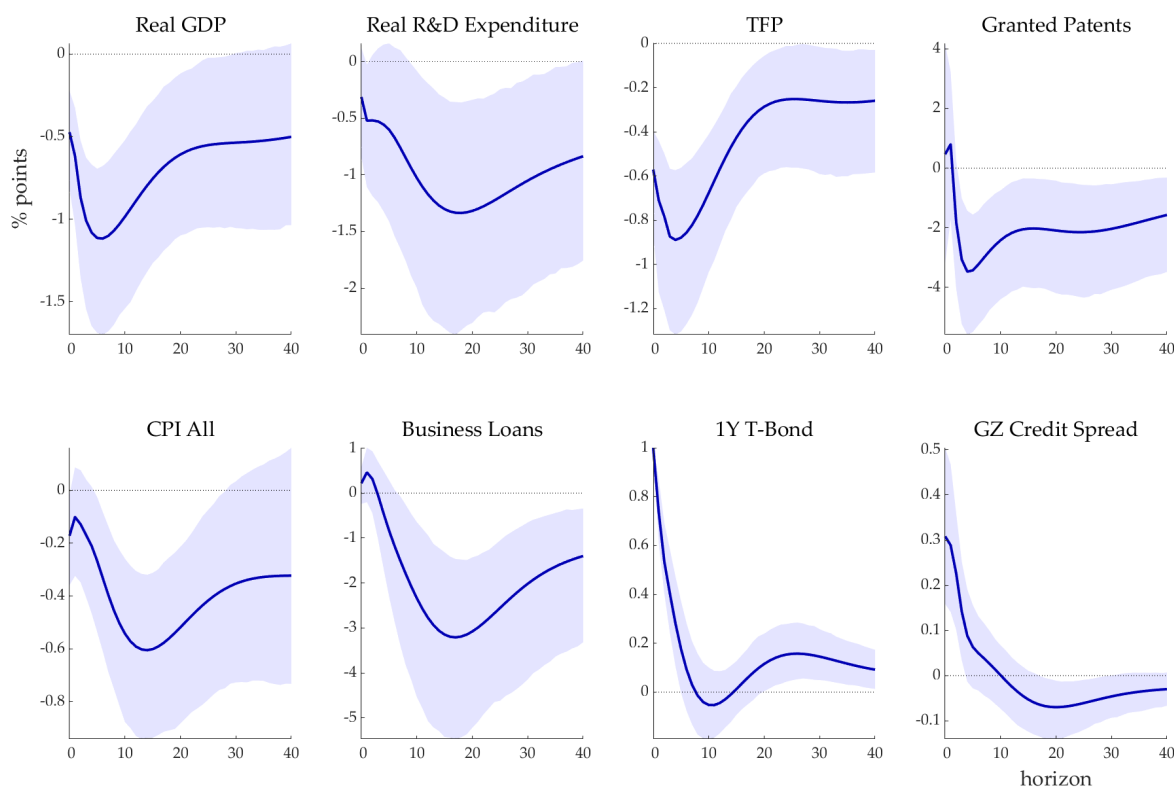 Real GDP
Real R&D Expenditure
TFP
Granted Patents
% points
0
-0.5
-1
-1.5
0 10 20 30 40
0
-0.5
-1
-1.5
-2
0 10 20 30 40
0
-0.2
-0.4
-0.6
-0.8
-1
-1.2
0 10 20 30 40
4
2
0
-2
-4
0 10 20 30 40
CPI All
Business Loans
1Y T-Bond
GZ Credit Spread
0
-0.2
-0.4
-0.6
-0.8
0 10 20 30 40
1
0
-1
-2
-3
-4
-5
0 10 20 30 40
1
0.8
0.6
0.4
0.2
0
0 10 20 30 40
0.5
0.4
0.3
0.2
0.1
0
-0.1
0 10 20 30 40
horizon